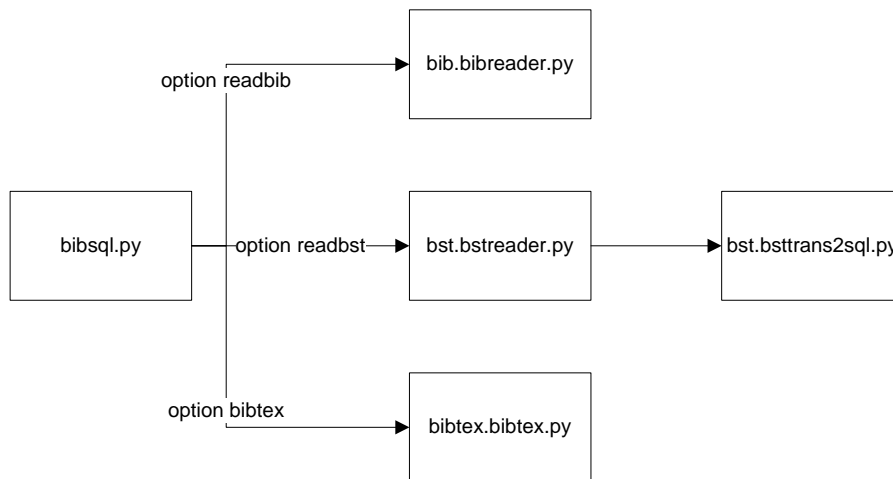 bib.bibreader.py
option readbib
bibsql.py
option readbst
bst.bstreader.py
bst.bsttrans2sql.py
option bibtex
bibtex.bibtex.py